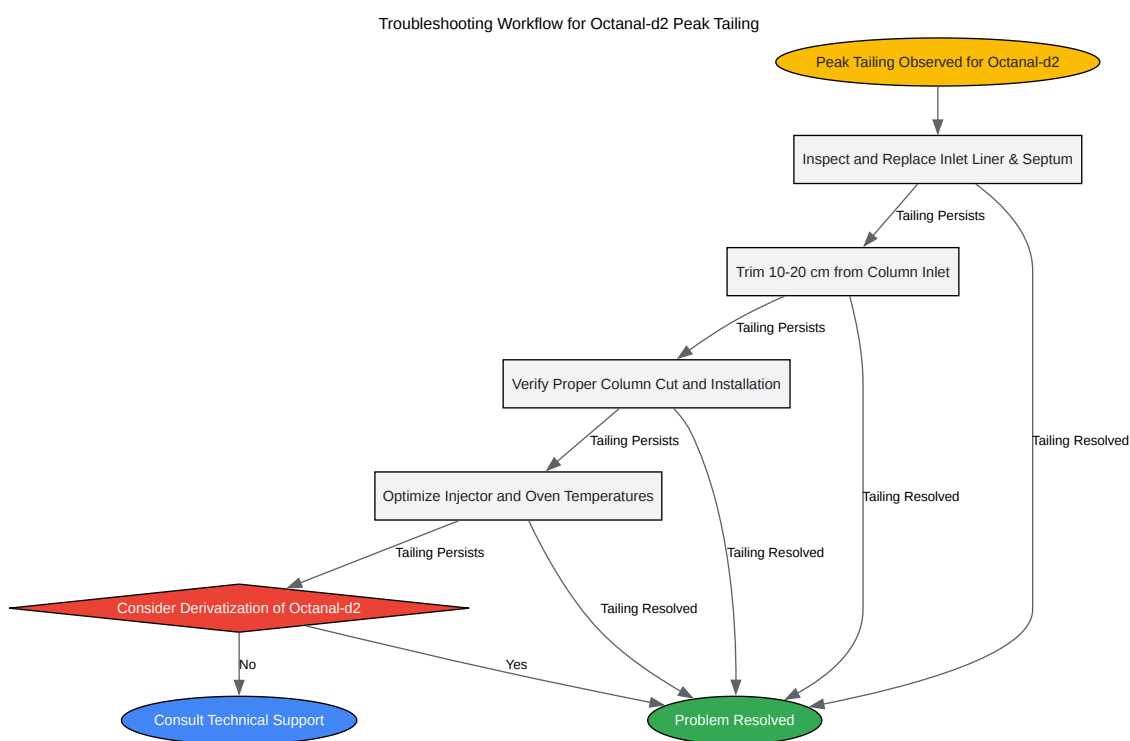 Troubleshooting Workflow for Octanal-d2 Peak Tailing
Peak Tailing Observed for Octanal-d2
Inspect and Replace Inlet Liner & Septum
Tailing Persists
Trim 10-20 cm from Column Inlet
Tailing Persists
Verify Proper Column Cut and Installation
Tailing Persists
Tailing Resolved
Optimize Injector and Oven Temperatures
Tailing Resolved
Tailing Persists
Tailing Resolved
Consider Derivatization of Octanal-d2
Tailing Resolved
No
Yes
Consult Technical Support
Problem Resolved